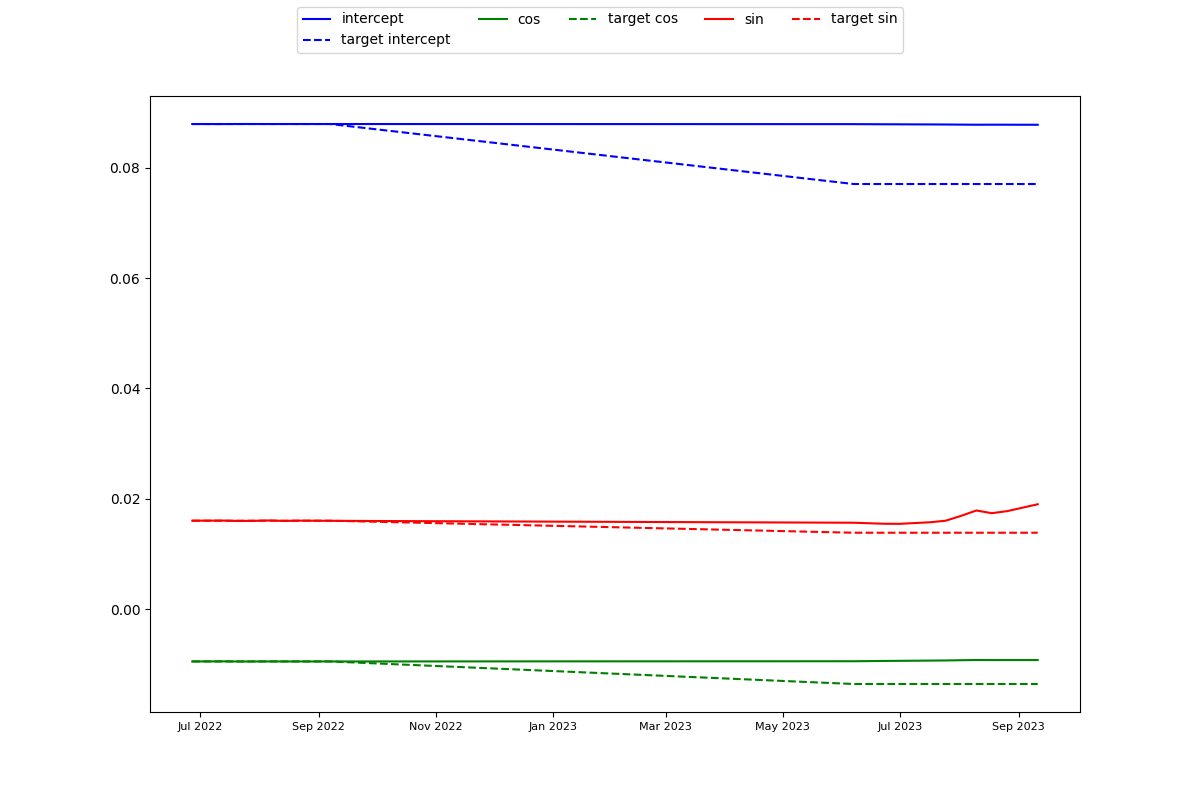 intercept cos target cos sin target sin
target intercept
0.08
0.06
0.04
0.02
0.00
Jul 2022 Sep 2022 Nov 2022 Jan 2023 Mar 2023 May 2023 Jul 2023 Sep 2023